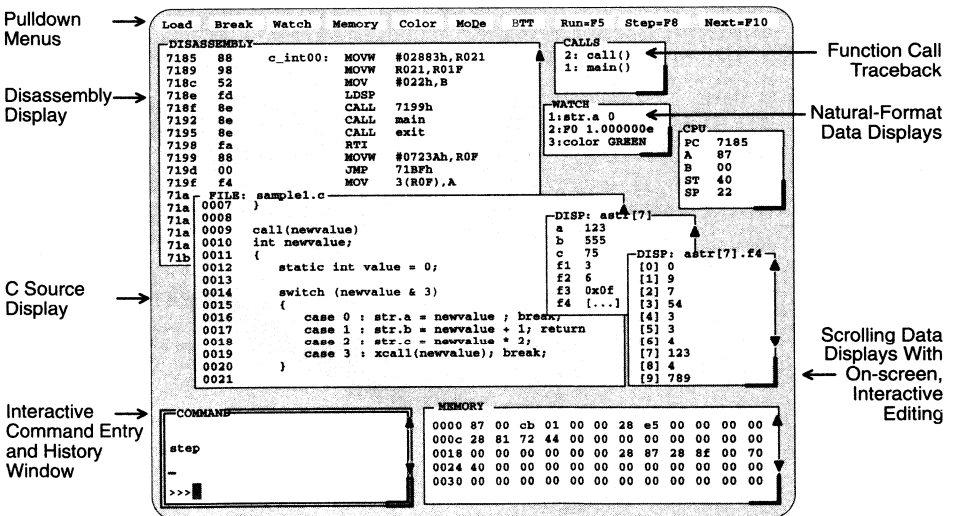 Pulldown
Menus
Disassembly
Display
C Source
Display
Interactive
Command Entry
and History
Window
Load Break Watch Memory Color MoDe BTT Run=F5 Step=F8 Next=F10
DISASSEMBLY
7185 88 c_int00: MOVW #02883h,R021
7189 98 MOVW R021,R01F
718c 52 MOV #022h,B
718e fd LDSP
718f 8e CALL 7199h
7192 8e CALL main
7195 8e CALL exit
7198 fa RTI
7199 88 MOVW #0723Ah,R0F
719d 00 JMP 71BFh
719f f4 MOV 3(R0F),A
71a
71a
71a
71a
71b
FILE: sample1.c
0007 }
0008
0009 call(newvalue)
0010 int newvalue;
0011 {
0012 static int value = 0;
0013
0014 switch (newvalue & 3)
0015 {
0016 case 0 : str.a = newvalue ; break;
0017 case 1 : str.b = newvalue + 1; return
0018 case 2 : str.c = newvalue * 2;
0019 case 3 : xcall(newvalue); break;
0020 }
0021
CALLS
2: call()
1: main()
WATCH
1:str.a 0
2:F0 1.000000e
3:color GREEN
CPU
PC 7185
A 87
B 00
ST 40
SP 22
DISP: astr[7]
a 123
b 555
c 75
f1 3
f2 6
f3 0x0f
f4 [...]
DISP: astr[7].f4
[0] 0
[1] 9
[2] 7
[3] 54
[4] 3
[5] 3
[6] 4
[7] 123
[8] 4
[9] 789
COMMAND
step
_
>>>
MEMORY
0000 87 00 cb 01 00 00 28 e5 00 00 00 00
000c 28 81 72 44 00 00 00 00 00 00 00 00
0018 00 00 00 00 00 00 28 87 28 8f 00 70
0024 40 00 00 00 00 00 00 00 00 00 00 00
0030 00 00 00 00 00 00 00 00 00 00 00 00
Function Call
Traceback
Natural-Format
Data Displays
Scrolling Data
Displays With
On-screen,
Interactive
Editing